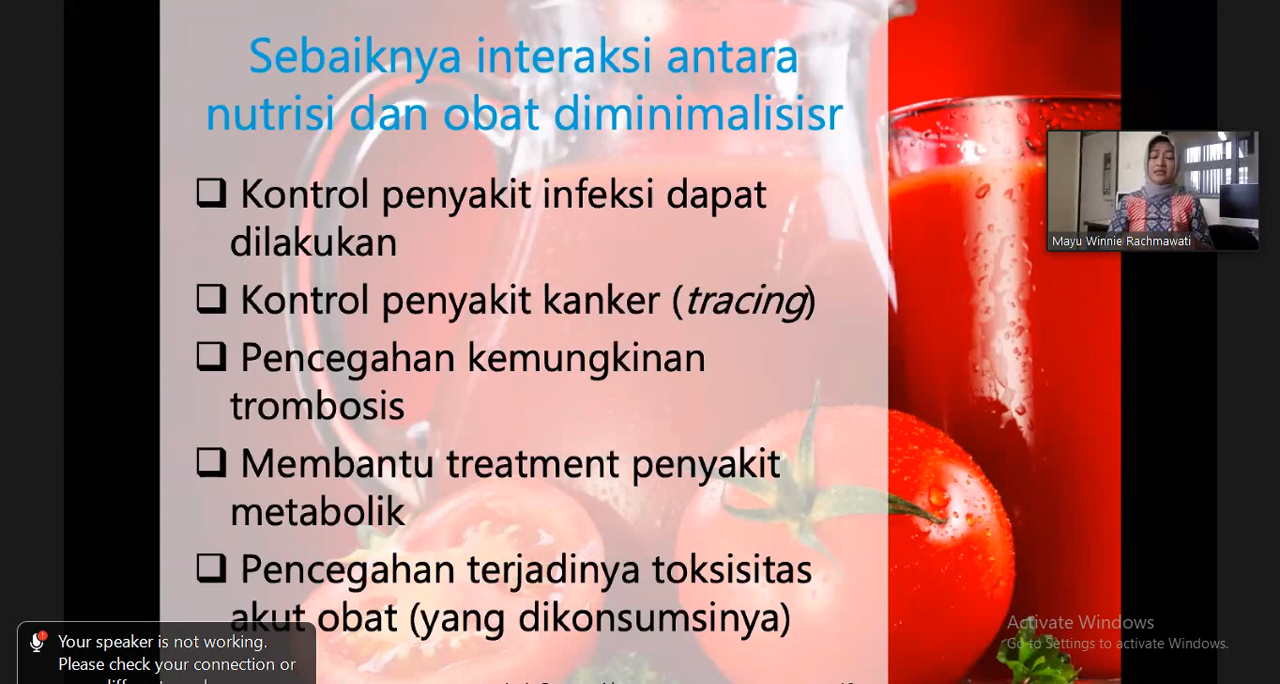 Sebaiknya interaksi antara
nutrisi dan obat diminimalisisr
❑ Kontrol penyakit infeksi dapat
dilakukan
❑ Kontrol penyakit kanker (tracing)
❑ Pencegahan kemungkinan
trombosis
❑ Membantu treatment penyakit
metabolik
❑ Pencegahan terjadinya toksisitas
akut obat (yang dikonsumsinya)
Mayu Winnie Rachmawati
Activate Windows
Go to Settings to activate Windows.
Your speaker is not working.
Please check your connection or